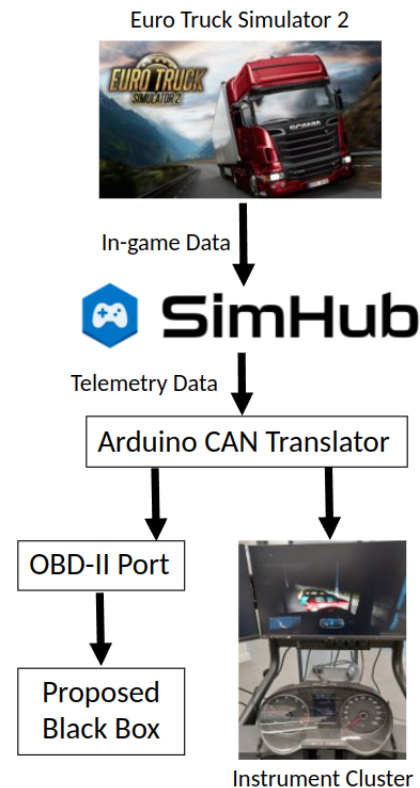 Euro Truck Simulator 2
EURO TRUCK
SIMULATOR 2
SCANIA
In-game Data
SimHub
Telemetry Data
Arduino CAN Translator
OBD-II Port
Proposed
Black Box
Instrument Cluster